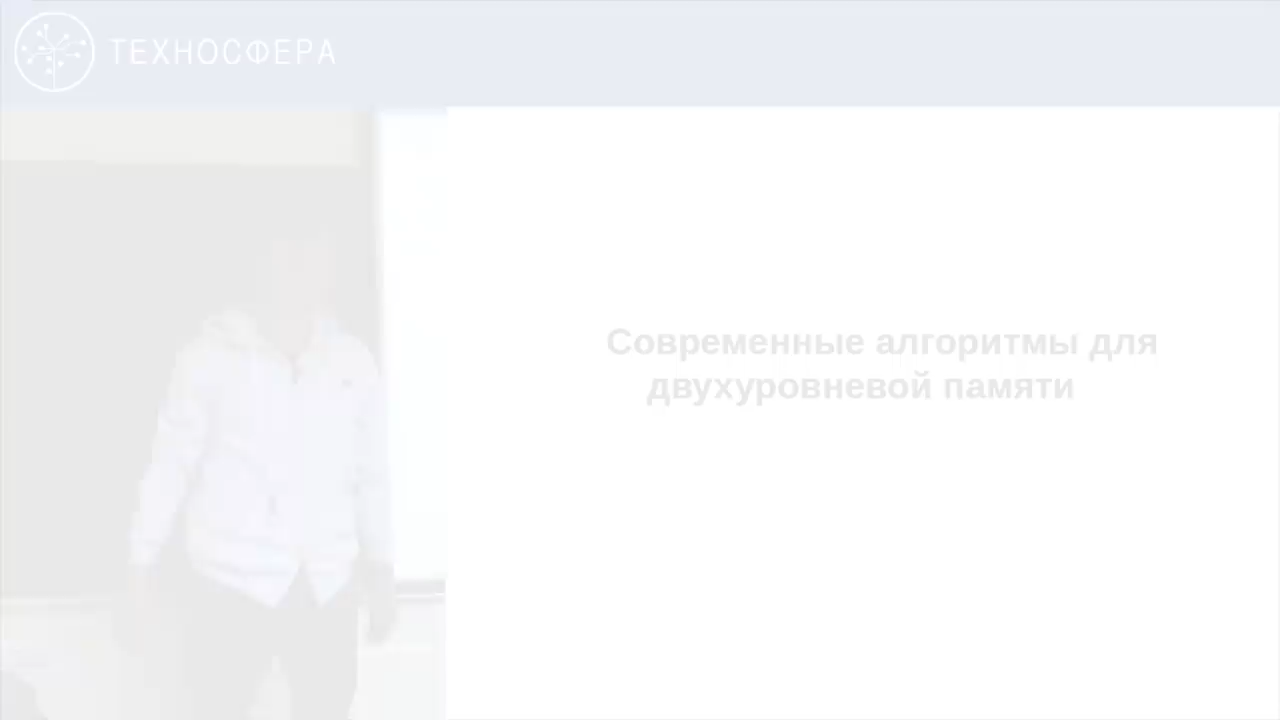 ТЕХНОСФЕРА
Современные алгоритмы для
двухуровневой памяти